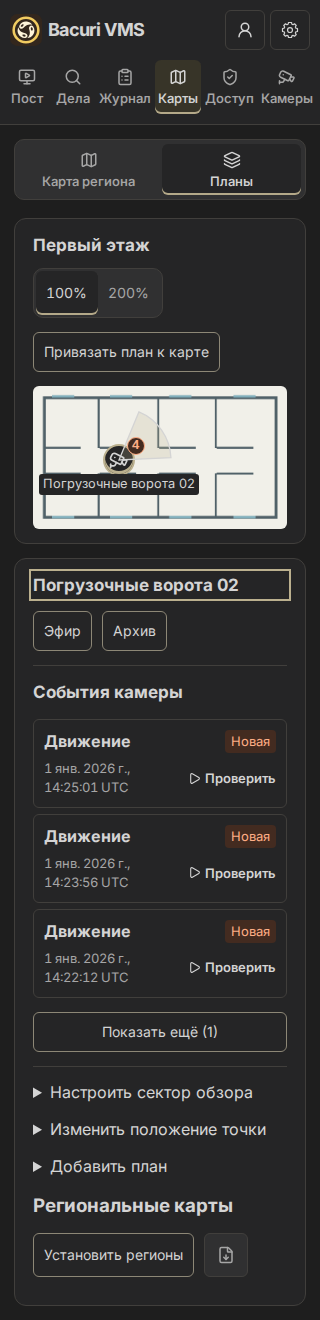 Bacuri VMS
Пост Дела Журнал Карты Доступ Камеры
Карта региона Планы
Первый этаж
100% 200%
Привязать план к карте
4
Погрузочные ворота 02
Погрузочные ворота 02
Эфир Архив
События камеры
Движение Новая
1 янв. 2026 г.,
14:25:01 UTC
Проверить
Движение Новая
1 янв. 2026 г.,
14:23:56 UTC
Проверить
Движение Новая
1 янв. 2026 г.,
14:22:12 UTC
Проверить
Показать ещё (1)
Настроить сектор обзора
Изменить положение точки
Добавить план
Региональные карты
Установить регионы